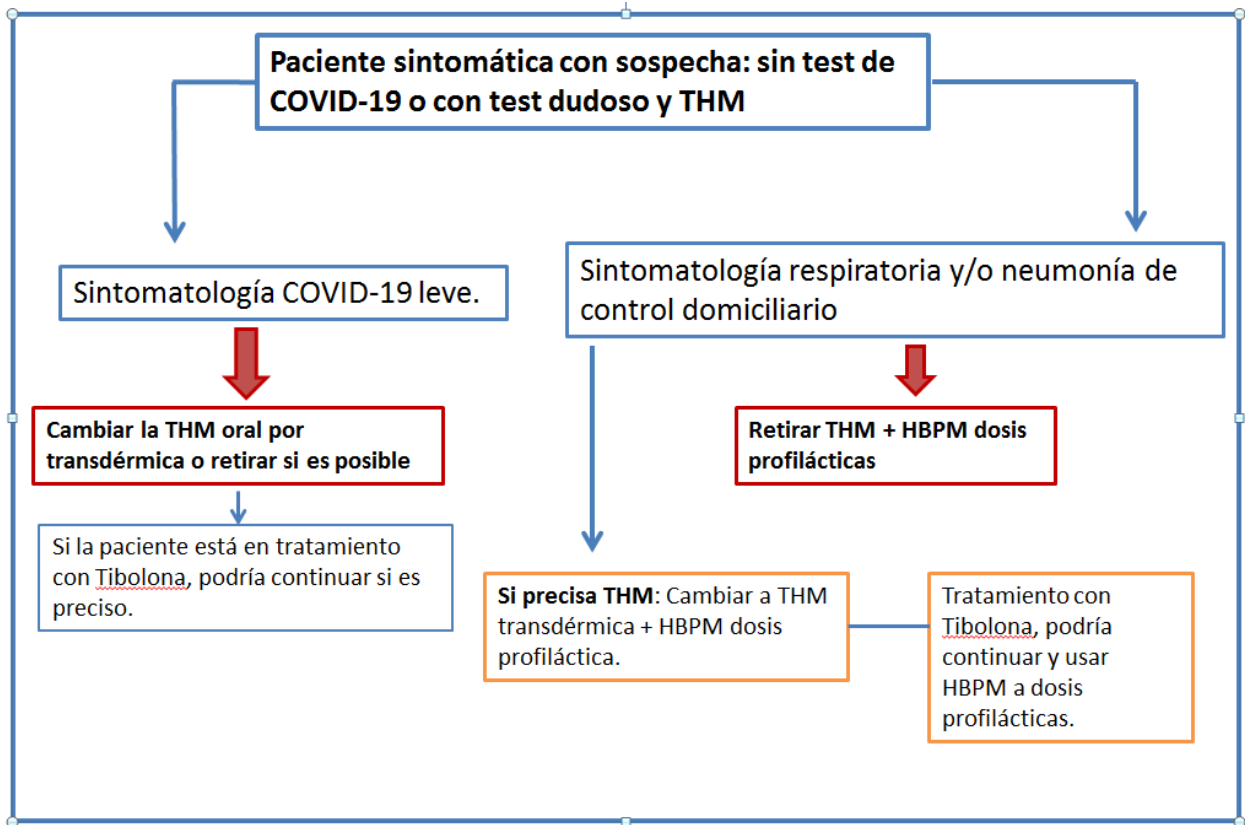 Paciente sintomática con sospecha: sin test de
COVID-19 o con test dudoso y THM
Sintomatología COVID-19 leve.
Sintomatología respiratoria y/o neumonía de
control domiciliario
Cambiar la THM oral por
transdérmica o retirar si es posible
Retirar THM + HBPM dosis
profilácticas
Si la paciente está en tratamiento
con Tibolona, podría continuar si es
preciso.
Si precisa THM: Cambiar a THM
transdérmica + HBPM dosis
profiláctica.
Tratamiento con
Tibolona, podría
continuar y usar
HBPM a dosis
profilácticas.